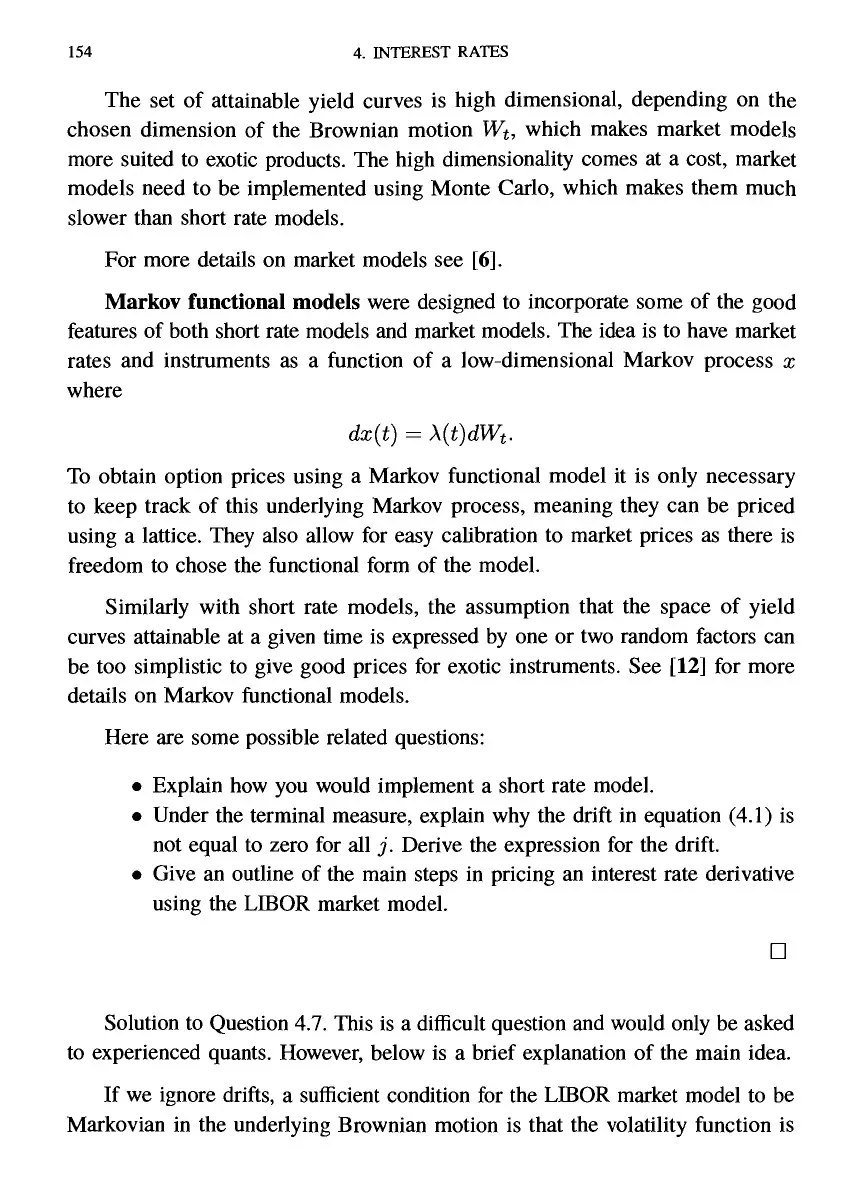 154 4. INTEREST RATES
The set of attainable yield curves is high dimensional, depending on the
chosen dimension of the Brownian motion W_t, which makes market models
more suited to exotic products. The high dimensionality comes at a cost, market
models need to be implemented using Monte Carlo, which makes them much
slower than short rate models.
For more details on market models see [6].
Markov functional models were designed to incorporate some of the good
features of both short rate models and market models. The idea is to have market
rates and instruments as a function of a low-dimensional Markov process x
where
dx(t) = λ(t)dW_t.
To obtain option prices using a Markov functional model it is only necessary
to keep track of this underlying Markov process, meaning they can be priced
using a lattice. They also allow for easy calibration to market prices as there is
freedom to chose the functional form of the model.
Similarly with short rate models, the assumption that the space of yield
curves attainable at a given time is expressed by one or two random factors can
be too simplistic to give good prices for exotic instruments. See [12] for more
details on Markov functional models.
Here are some possible related questions:
• Explain how you would implement a short rate model.
• Under the terminal measure, explain why the drift in equation (4.1) is
not equal to zero for all j. Derive the expression for the drift.
• Give an outline of the main steps in pricing an interest rate derivative
using the LIBOR market model.
□
Solution to Question 4.7. This is a difficult question and would only be asked
to experienced quants. However, below is a brief explanation of the main idea.
If we ignore drifts, a sufficient condition for the LIBOR market model to be
Markovian in the underlying Brownian motion is that the volatility function is